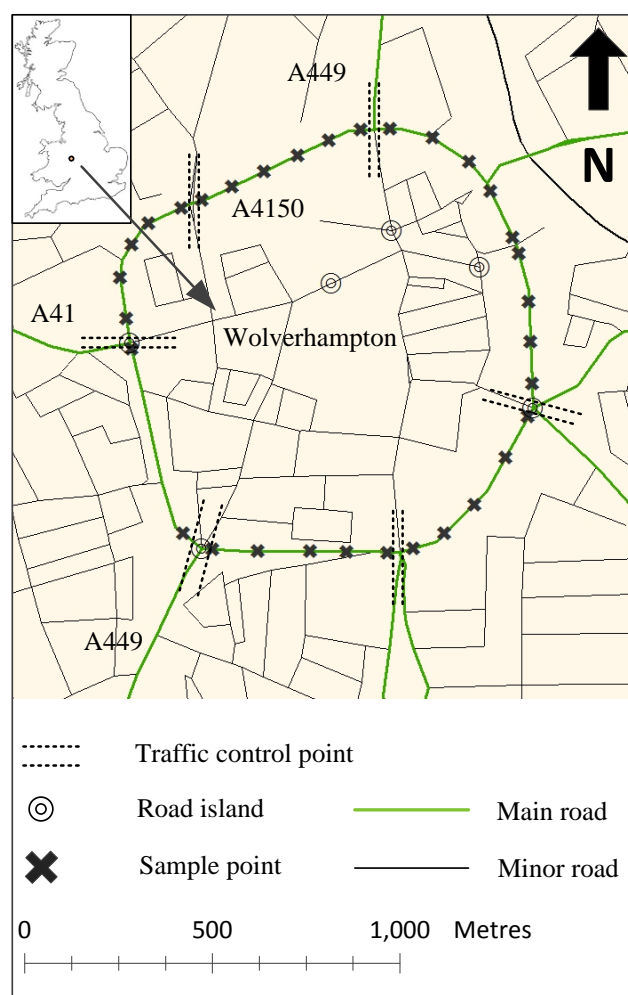 A449
N
A4150
A41
Wolverhampton
A449
Traffic control point
Road island
Main road
Sample point
Minor road
0 500 1,000 Metres